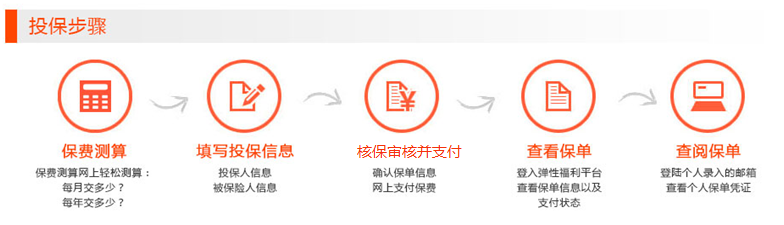 投保步骤
保费测算
保费测算网上轻松测算：
每月交多少？
每年交多少？
填写投保信息
投保人信息
被保险人信息
核保审核并支付
确认保单信息
网上支付保费
查看保单
登入弹性福利平台
查看保单信息以及
支付状态
查阅保单
登陆个人录入的邮箱
查看个人保单凭证